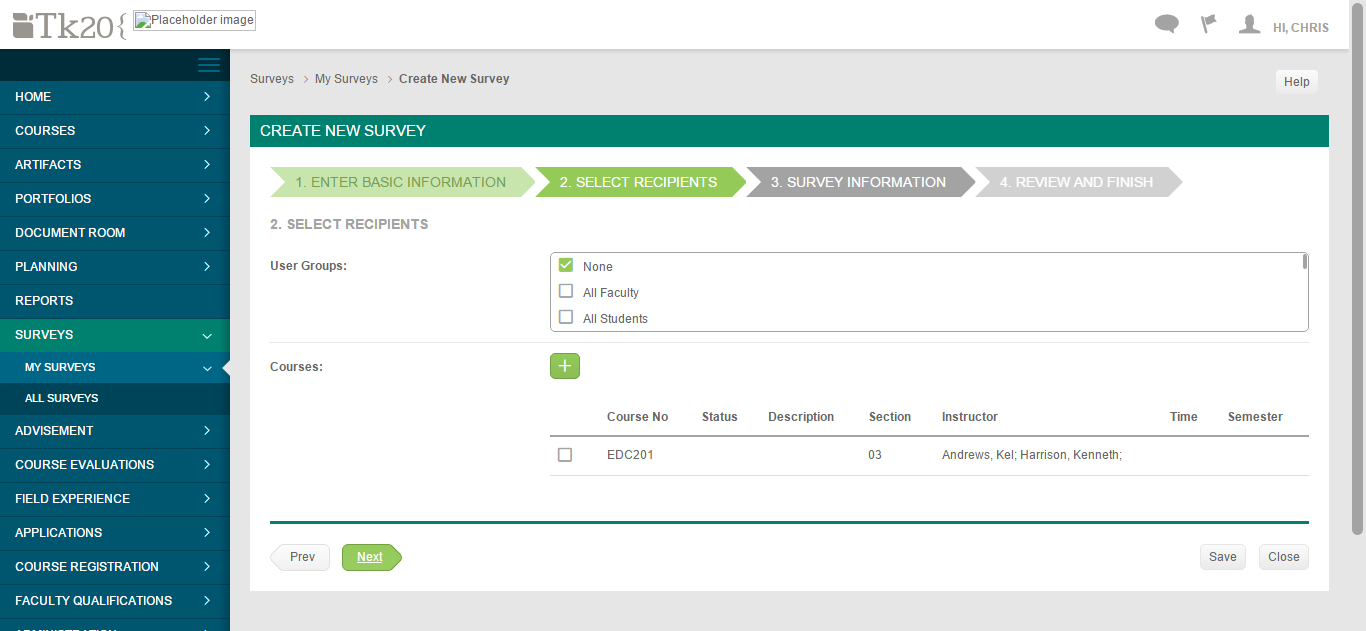 Tk20{
Placeholder image
HI, CHRIS
Surveys > My Surveys > Create New Survey
Help
HOME
COURSES
ARTIFACTS
PORTFOLIOS
DOCUMENT ROOM
PLANNING
REPORTS
SURVEYS
MY SURVEYS
ALL SURVEYS
ADVISEMENT
COURSE EVALUATIONS
FIELD EXPERIENCE
APPLICATIONS
COURSE REGISTRATION
FACULTY QUALIFICATIONS
CREATE NEW SURVEY
1. ENTER BASIC INFORMATION 2. SELECT RECIPIENTS 3. SURVEY INFORMATION 4. REVIEW AND FINISH
2. SELECT RECIPIENTS
User Groups:
None
All Faculty
All Students
Courses:
Course No Status Description Section Instructor Time Semester
EDC201 03 Andrews, Kel; Harrison, Kenneth;
Prev Next Save Close